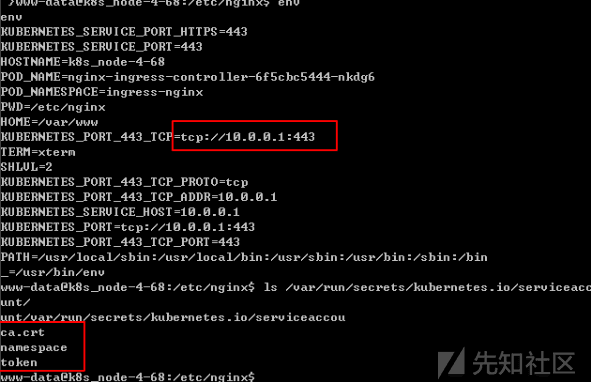 www-data@k8s_node-4-68:/etc/nginx$ env
env
KUBERNETES_SERVICE_PORT_HTTPS=443
KUBERNETES_SERVICE_PORT=443
HOSTNAME=k8s_node-4-68
POD_NAME=nginx-ingress-controller-6f5cbc5444-nkdg6
POD_NAMESPACE=ingress-nginx
PWD=/etc/nginx
HOME=/var/www
KUBERNETES_PORT_443_TCP=tcp://10.0.0.1:443
TERM=xterm
SHLVL=2
KUBERNETES_PORT_443_TCP_PROTO=tcp
KUBERNETES_PORT_443_TCP_ADDR=10.0.0.1
KUBERNETES_SERVICE_HOST=10.0.0.1
KUBERNETES_PORT=tcp://10.0.0.1:443
KUBERNETES_PORT_443_TCP_PORT=443
PATH=/usr/local/sbin:/usr/local/bin:/usr/sbin:/usr/bin:/sbin:/bin
_=/usr/bin/env
www-data@k8s_node-4-68:/etc/nginx$ ls /var/run/secrets/kubernetes.io/serviceacc
unt/
unt/var/run/secrets/kubernetes.io/serviceaccou
ca.crt
namespace
token
www-data@k8s_node-4-68:/etc/nginx$
先知社区